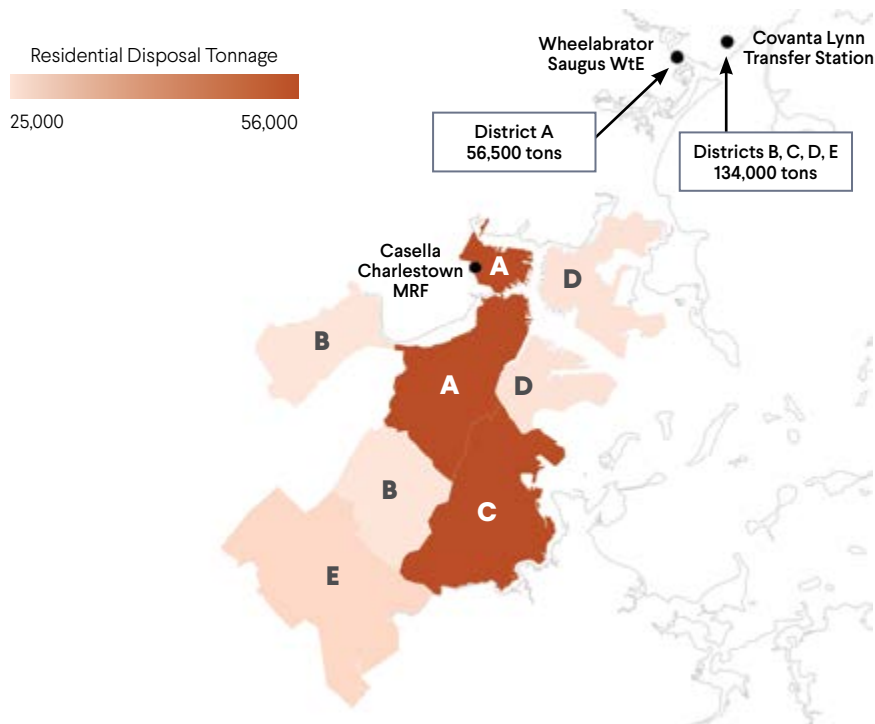 Residential Disposal Tonnage
25,000
56,000
Wheelabrator
Saugus WtE
Covanta Lynn
Transfer Station
District A
56,500 tons
Districts B, C, D, E
134,000 tons
Casella
Charlestown
MRF
A
D
B
A
D
B
C
E